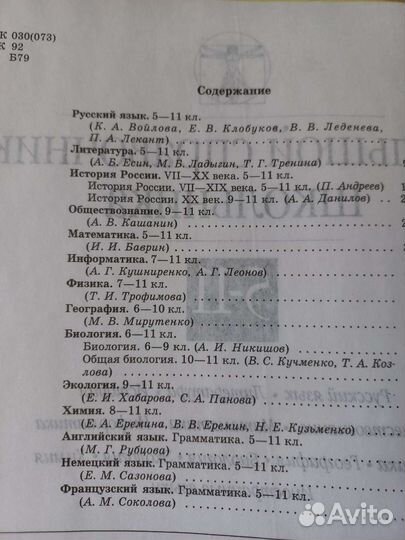 К 030(073)
К 92
Б79
Содержание
Русский язык. 5—11 кл.
(К. А. Войлова, Е. В. Клобуков, В. В. Леденева,
П. А. Лекант)
Литература. 5—11 кл.
(А. Б. Есин, М. В. Ладыгин, Т. Г. Тренина)
История России. VII—XX века. 5—11 кл.
История России. VII—XIX века. 5—11 кл. (П. Андреев)
История России. XX век. 9—11 кл. (А. А. Данилов)
Обществознание. 9—11 кл.
(А. В. Кашанин)
Математика. 5—11 кл.
(И. И. Баврин)
Информатика. 7—11 кл.
(А. Г. Кушниренко, А. Г. Леонов)
Физика. 7—11 кл.
(Т. И. Трофимова)
География. 6—10 кл.
(М. В. Мирутенко)
Биология. 6—11 кл.
Биология. 6—9 кл. (А. И. Никишов)
Общая биология. 10—11 кл. (В. С. Кучменко, Т. А. Коз-
лова)
Экология. 9—11 кл.
(Е. И. Хабарова, С. А. Панова)
Химия. 8—11 кл.
(Е. А. Еремина, В. В. Еремин, Н. Е. Кузьменко)
Английский язык. Грамматика. 5—11 кл.
(М. Г. Рубцова)
Немецкий язык. Грамматика. 5—11 кл.
(Е. М. Сазонова)
Французский язык. Грамматика. 5—11 кл.
(А. М. Соколова)
Avito